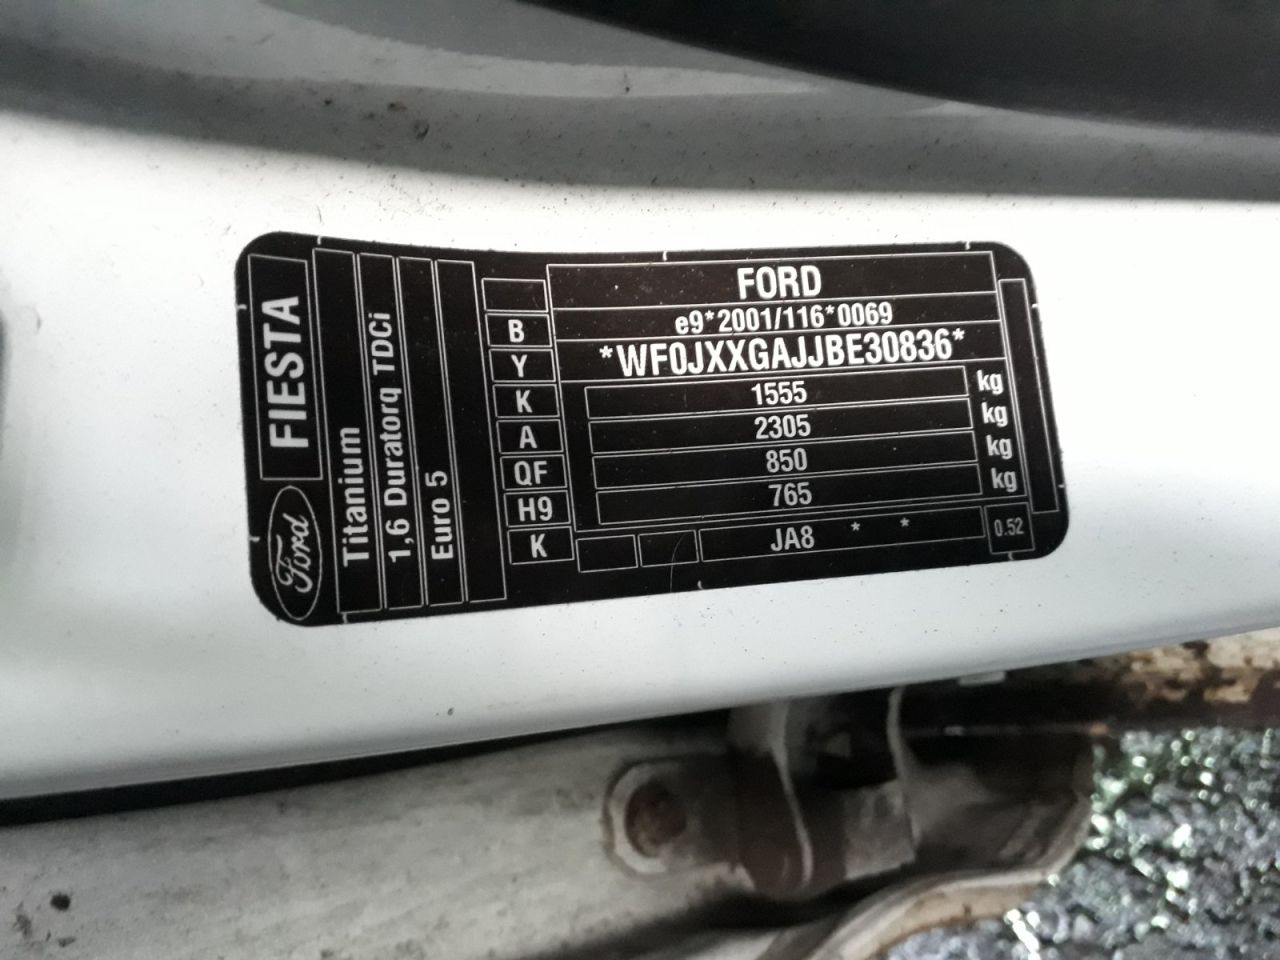 FORD
e9*2001/116*0069
*WF0JXXGAJJBE30836*
1555 kg
2305 kg
850 kg
765 kg
JA8 * * 0.52
B
Y
K
A
QF
H9
K
FIESTA
Ford
Titanium
1,6 Duratorq TDCi
Euro 5